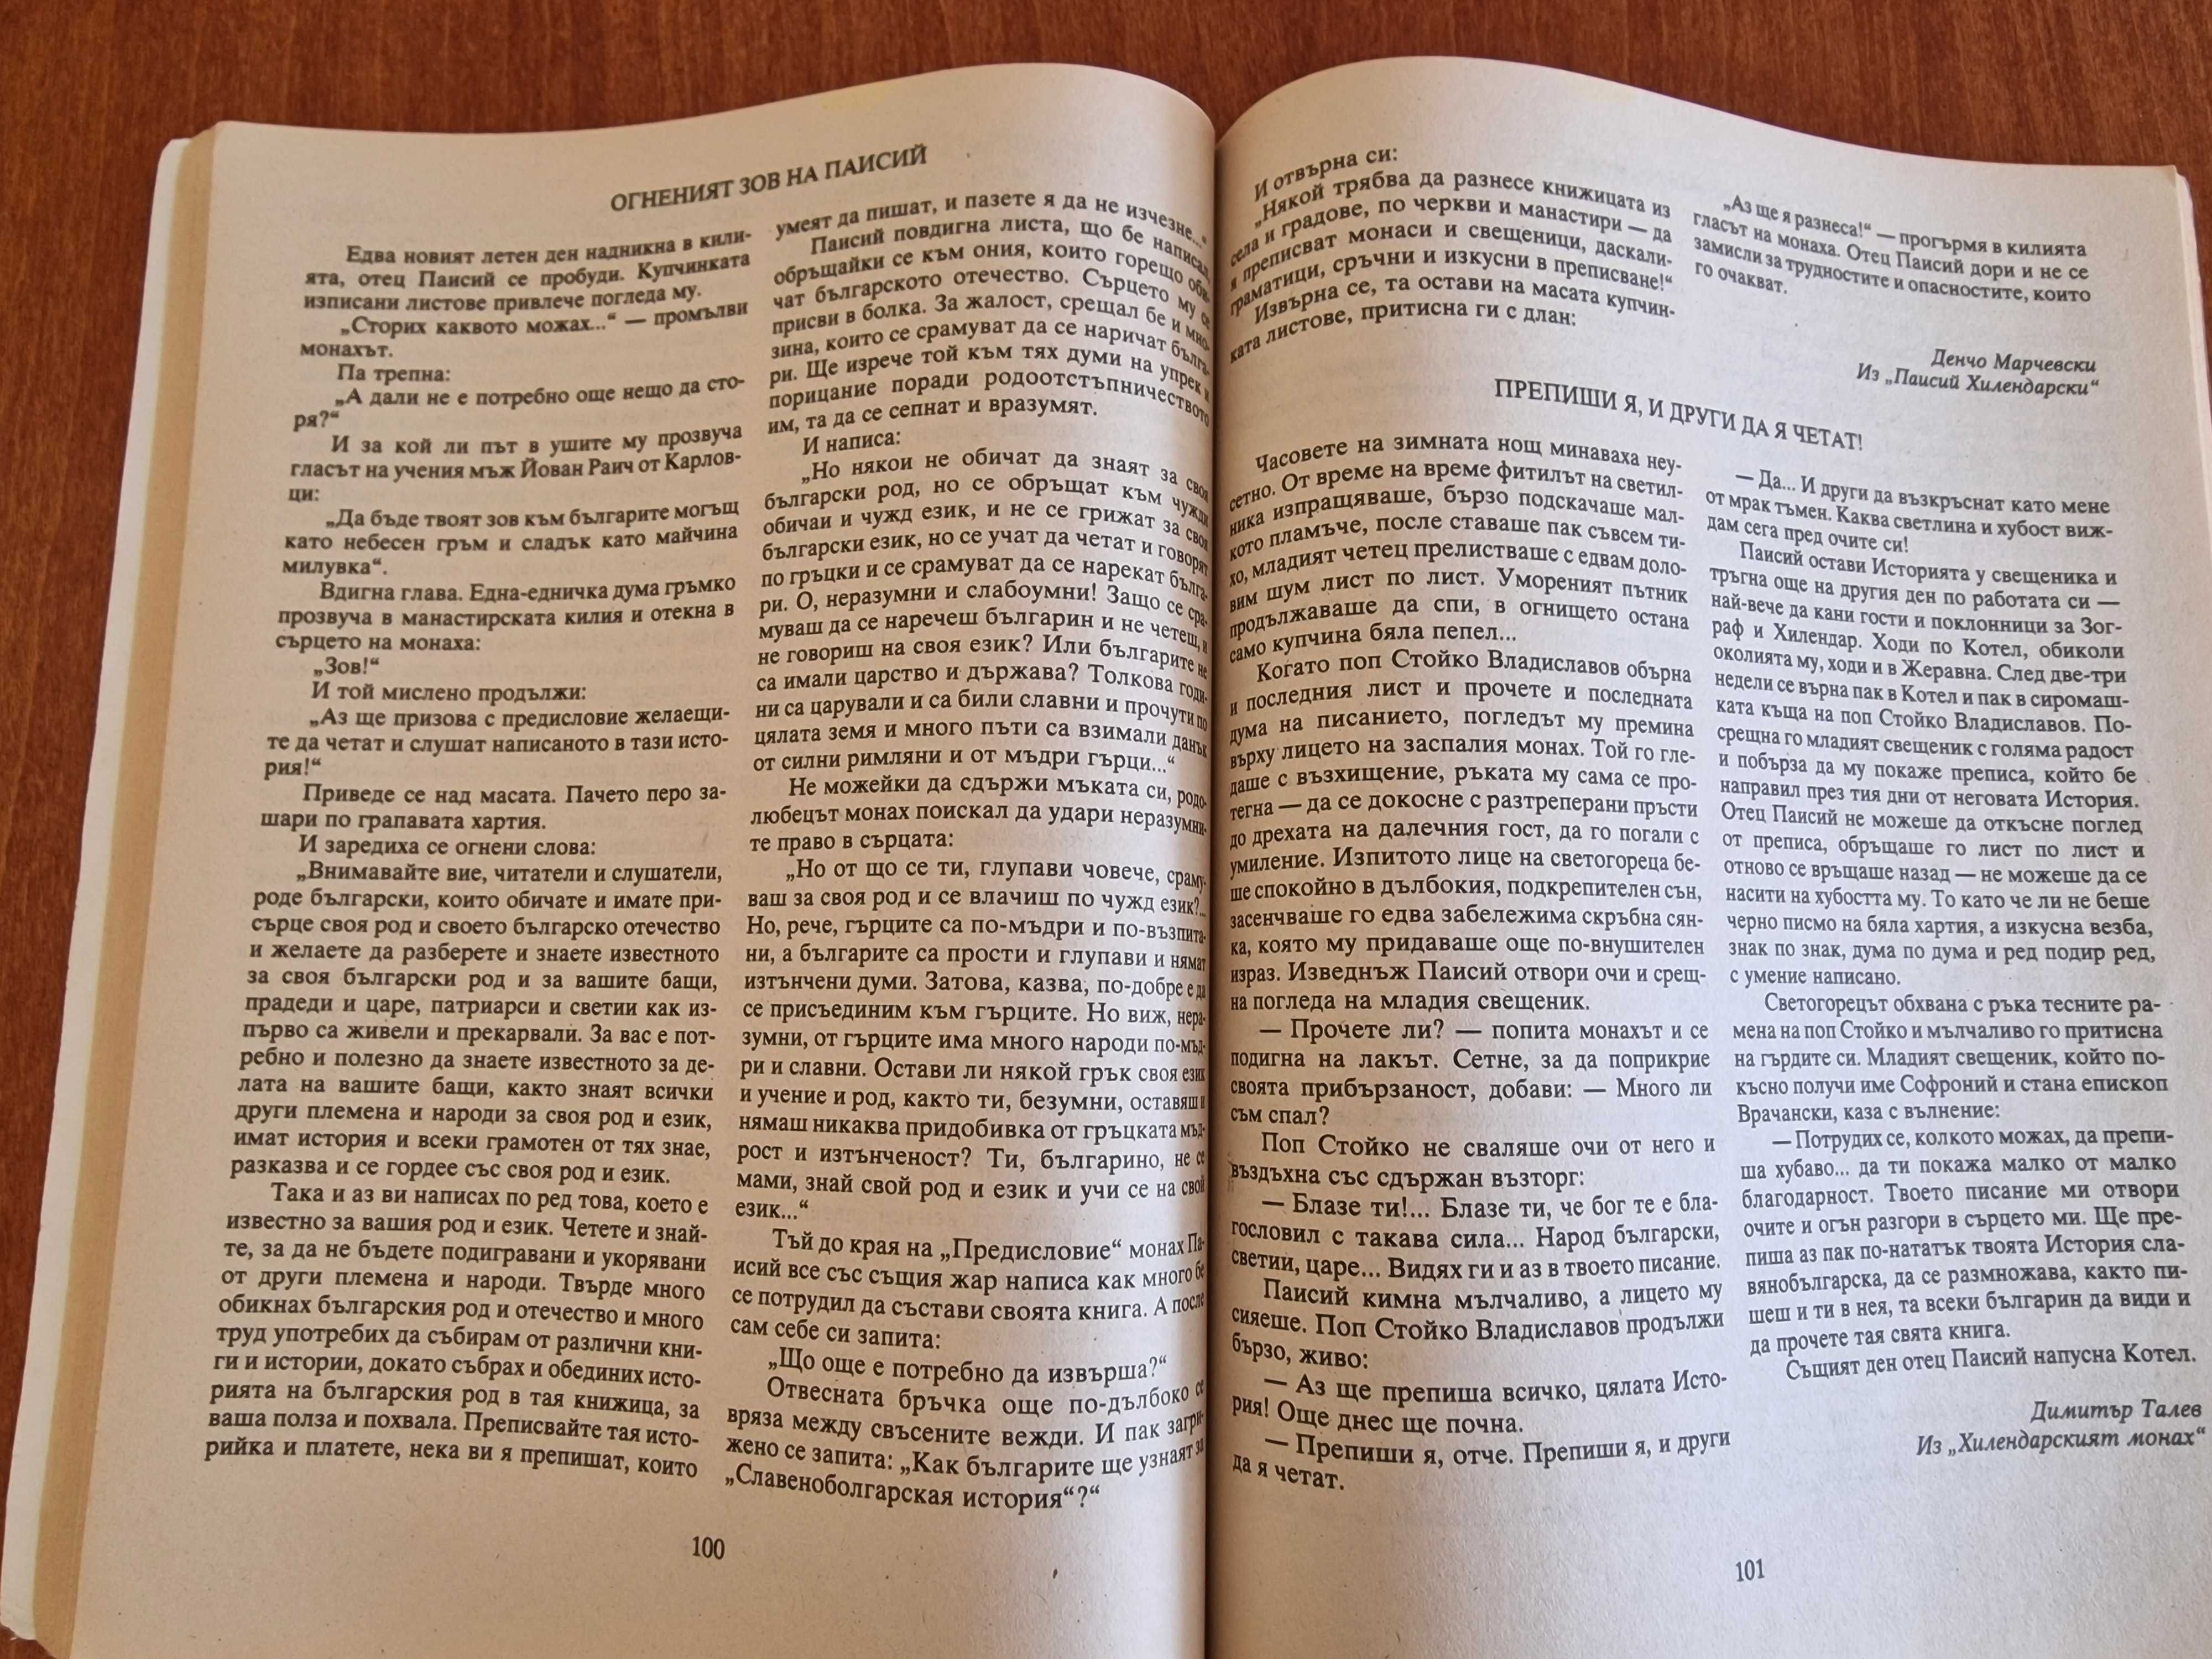 ОГНЕНИЯТ ЗОВ НА ПАИСИЙ
Едва новият летен ден надникна в кили-
ята, отец Паисий се пробуди. Купчинката
изписани листове привлече погледа му.
„Сторих каквото можах...“ — промълви
монахът.
Па трепна:
„А дали не е потребно още нещо да сто-
ря?“
И за кой ли път в ушите му прозвуча
гласът на учения мъж Йован Раич от Карлов-
ци:
„Да бъде твоят зов към българите могъщ
като небесен гръм и сладък като майчина
милувка“.
Вдигна глава. Една-едничка дума гръмко
прозвуча в манастирската килия и отекна в
сърцето на монаха:
„Зов!“
И той мислено продължи:
„Аз ще призова с предисловие желаещи-
те да четат и слушат написаното в тази исто-
рия!“
Приведе се над масата. Пачето перо за-
шари по грапавата хартия.
И заредиха се огнени слова:
„Внимавайте вие, читатели и слушатели,
роде български, които обичате и имате при-
сърце своя род и своето българско отечество
и желаете да разберете и знаете известното
за своя български род и за вашите бащи,
прадеди и царе, патриарси и светии как из-
първо са живели и прекарвали. За вас е пот-
ребно и полезно да знаете известното за де-
лата на вашите бащи, както знаят всички
други племена и народи за своя род и език,
имат история и всеки грамотен от тях знае,
разказва и се гордее със своя род и език.
Така и аз ви написах по ред това, което е
известно за вашия род и език. Четете и знай-
те, за да не бъдете подигравани и укорявани
от други племена и народи. Твърде много
обикнах българския род и отечество и много
труд употребих да събирам от различни кни-
ги и истории, докато събрах и обединих исто-
рията на българския род в тая книжица, за
ваша полза и похвала. Преписвайте тая исто-
рийка и платете, нека ви я препишат, които
умеят да пишат, и пазете я да не изчезне...“
Паисий повдигна листа, що бе написал,
обръщайки се към ония, които горещо оби-
чат българското отечество. Сърцето му се
присви в болка. За жалост, срещал бе и мно-
зина, които се срамуват да се наричат бълга-
ри. Ще изрече той към тях думи на упрек и
порицание поради родоотстъпничеството
им, та да се сепнат и вразумят.
И написа:
„Но някои не обичат да знаят за своя
български род, но се обръщат към чужди
обичаи и чужд език, и не се грижат за своя
български език, но се учат да четат и говорят
по гръцки и се срамуват да се нарекат бълга-
ри. О, неразумни и слабоумни! Защо се сра-
муваш да се наречеш българин и не четеш, и
не говориш на своя език? Или българите не
са имали царство и държава? Толкова годи-
ни са царували и са били славни и прочути по
цялата земя и много пъти са взимали данък
от силни римляни и от мъдри гърци...“
Не можейки да сдържи мъката си, родо-
любецът монах поискал да удари неразумни-
те право в сърцата:
„Но от що се ти, глупави човече, сраму-
ваш за своя род и се влачиш по чужд език?...
Но, рече, гърците са по-мъдри и по-възпита-
ни, а българите са прости и глупави и нямат
изтънчени думи. Затова, казва, по-добре е да
се присъединим към гърците. Но виж, нера-
зумни, от гърците има много народи по-мъд-
ри и славни. Остави ли някой грък своя език
и учение и род, както ти, безумни, оставяш и
нямаш никаква придобивка от гръцката мъд-
рост и изтънченост? Ти, българино, не се
мами, знай свой род и език и учи се на свой
език...“
Тъй до края на „Предисловие“ монах Па-
исий все със същия жар написа как много бе
се потрудил да състави своята книга. А после
сам себе си запита:
„Що още е потребно да извърша?“
Отвесната бръчка още по-дълбоко се
вряза между свъсените вежди. И пак загри-
жено се запита: „Как българите ще узнаят за
„Славеноболгарская история“?“
100
И отвърна си:
„Някой трябва да разнесе книжицата из
села и градове, по черкви и манастири — да
я преписват монаси и свещеници, даскали-
граматици, сръчни и изкусни в преписване!“
Извърна се, та остави на масата купчин-
ката листове, притисна ги с длан:
„Аз ще я разнеса!“ — прогърмя в килията
гласът на монаха. Отец Паисий дори и не се
замисли за трудностите и опасностите, които
го очакват.
Денчо Марчевски
Из „Паисий Хилендарски“
ПРЕПИШИ Я, И ДРУГИ ДА Я ЧЕТАТ!
Часовете на зимната нощ минаваха неу-
сетно. От време на време фитилът на светил-
ника изпращяваше, бързо подскачаше мал-
кото пламъче, после ставаше пак съвсем ти-
хо, младият четец прелистваше с едвам доло-
вим шум лист по лист. Умореният пътник
продължаваше да спи, в огнището остана
само купчина бяла пепел...
Когато поп Стойко Владиславов обърна
и последния лист и прочете и последната
дума на писанието, погледът му премина
върху лицето на заспалия монах. Той го гле-
даше с възхищение, ръката му сама се про-
тегна — да се докосне с разтреперани пръсти
до дрехата на далечния гост, да го погали с
умиление. Изпитото лице на светогореца бе-
ше спокойно в дълбокия, подкрепителен сън,
засенчваше го едва забележима скръбна сян-
ка, която му придаваше още по-внушителен
израз. Изведнъж Паисий отвори очи и срещ-
на погледа на младия свещеник.
— Прочете ли? — попита монахът и се
подигна на лакът. Сетне, за да поприкрие
своята прибързаност, добави: — Много ли
съм спал?
Поп Стойко не сваляше очи от него и
въздъхна със сдържан възторг:
— Блазе ти!... Блазе ти, че бог те е бла-
гословил с такава сила... Народ български,
светии, царе... Видях ги и аз в твоето писание.
Паисий кимна мълчаливо, а лицето му
сияеше. Поп Стойко Владиславов продължи
бързо, живо:
— Аз ще препиша всичко, цялата Исто-
рия! Още днес ще почна.
— Препиши я, отче. Препиши я, и други
да я четат.
— Да... И други да възкръснат като мене
от мрак тъмен. Каква светлина и хубост виж-
дам сега пред очите си!
Паисий остави Историята у свещеника и
тръгна още на другия ден по работата си —
най-вече да кани гости и поклонници за Зог-
раф и Хилендар. Ходи по Котел, обиколи
околията му, ходи и в Жеравна. След две-три
недели се върна пак в Котел и пак в сиромаш-
ката къща на поп Стойко Владиславов. По-
срещна го младият свещеник с голяма радост
и побърза да му покаже преписа, който бе
направил през тия дни от неговата История.
Отец Паисий не можеше да откъсне поглед
от преписа, обръщаше го лист по лист и
отново се връщаше назад — не можеше да се
насити на хубостта му. То като че ли не беше
черно писмо на бяла хартия, а изкусна везба,
знак по знак, дума по дума и ред подир ред,
с умение написано.
Светогорецът обхвана с ръка тесните ра-
мена на поп Стойко и мълчаливо го притисна
на гърдите си. Младият свещеник, който по-
късно получи име Софроний и стана епископ
Врачански, каза с вълнение:
— Потрудих се, колкото можах, да препи-
ша хубаво... да ти покажа малко от малко
благодарност. Твоето писание ми отвори
очите и огън разгори в сърцето ми. Ще пре-
пиша аз пак по-нататък твоята История сла-
вянобългарска, да се размножава, както пи-
шеш и ти в нея, та всеки българин да види и
да прочете тая свята книга.
Същият ден отец Паисий напусна Котел.
Димитър Талев
Из „Хилендарският монах“
101